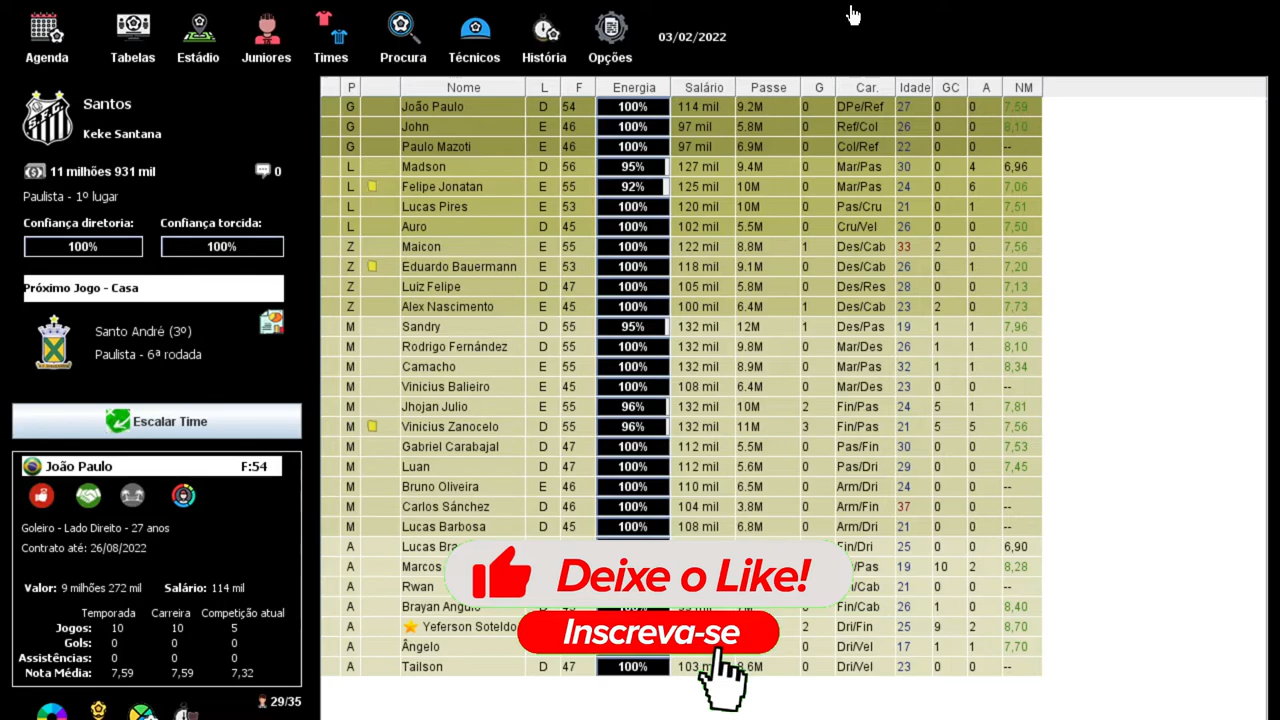 Agenda Tabelas Estádio Juniores Times Procura Técnicos História Opções 03/02/2022
Santos
Keke Santana
11 milhões 931 mil 0
Paulista - 1º lugar
Confiança diretoria: Confiança torcida:
100% 100%
Próximo Jogo - Casa
Santo André (3º)
Paulista - 6ª rodada
Escalar Time
João Paulo F:54
Goleiro - Lado Direito - 27 anos
Contrato até: 26/08/2022
Valor: 9 milhões 272 mil Salário: 114 mil
Temporada Carreira Competição atual
Jogos: 10 10 5
Gols: 0 0 0
Assistências: 0 0 0
Nota Média: 7,59 7,59 7,32
29/35
P Nome L F Energia Salário Passe G Car. Idade GC A NM
G João Paulo D 54 100% 114 mil 9.2M 0 DPe/Ref 27 0 0 7,59
G John E 46 100% 97 mil 5.8M 0 Ref/Col 26 0 0 8,10
G Paulo Mazoti E 46 100% 97 mil 6.9M 0 Col/Ref 22 0 0 --
L Madson D 56 95% 127 mil 9.4M 0 Mar/Pas 30 0 4 6,96
L Felipe Jonatan E 55 92% 125 mil 10M 0 Mar/Pas 24 0 6 7,06
L Lucas Pires E 53 100% 120 mil 10M 0 Pas/Cru 21 0 1 7,51
L Auro D 45 100% 102 mil 5.5M 0 Cru/Vel 26 0 0 7,50
Z Maicon E 55 100% 122 mil 8.8M 1 Des/Cab 33 2 0 7,56
Z Eduardo Bauermann E 53 100% 118 mil 9.1M 0 Des/Cab 26 0 1 7,20
Z Luiz Felipe D 47 100% 105 mil 5.8M 0 Des/Res 28 0 0 7,13
Z Alex Nascimento E 45 100% 100 mil 6.4M 1 Des/Cab 23 2 0 7,73
M Sandry D 55 95% 132 mil 12M 1 Des/Pas 19 1 1 7,96
M Rodrigo Fernández D 55 100% 132 mil 9.8M 0 Mar/Des 26 1 0 8,10
M Camacho E 55 100% 132 mil 8.9M 0 Mar/Pas 32 1 1 8,34
M Vinicius Balieiro E 45 100% 108 mil 6.4M 0 Mar/Des 23 0 0 --
M Jhojan Julio E 55 96% 132 mil 10M 2 Fin/Pas 24 5 1 7,81
M Vinicius Zanocelo D 55 96% 132 mil 11M 3 Fin/Pas 21 5 5 7,56
M Gabriel Carabajal D 47 100% 112 mil 5.5M 0 Pas/Fin 30 0 0 7,53
M Luan D 47 100% 112 mil 5.6M 0 Pas/Dri 29 0 0 7,45
M Bruno Oliveira E 46 100% 110 mil 6.5M 0 Arm/Dri 24 0 0 --
M Carlos Sánchez E 46 100% 104 mil 3.8M 0 Arm/Fin 37 0 0 --
M Lucas Barbosa D 45 100% 108 mil 6.8M 0 Arm/Dri 21 0 0 --
A Lucas Fin/Dri 25 0 0 6,90
A Marcos 19 10 2 8,28
A Rwan 21 0 0 --
A Brayan Angulo Fin/Cab 26 1 0 8,40
A Yeferson Soteldo 2 Dri/Fin 25 9 2 8,70
A Ângelo Dri/Vel 17 1 1 7,70
A Tailson D 47 100% 103 mil 8.6M 0 Dri/Vel 23 0 0 --
Deixe o Like!
Inscreva-se